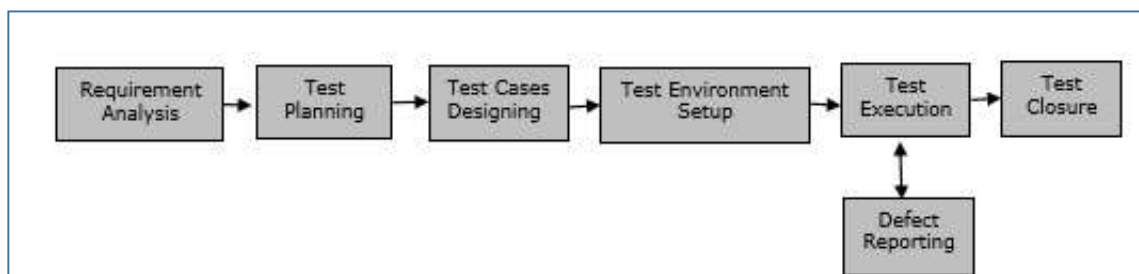 Requirement
Analysis
Test
Planning
Test Cases
Designing
Test Environment
Setup
Test
Execution
Test
Closure
Defect
Reporting